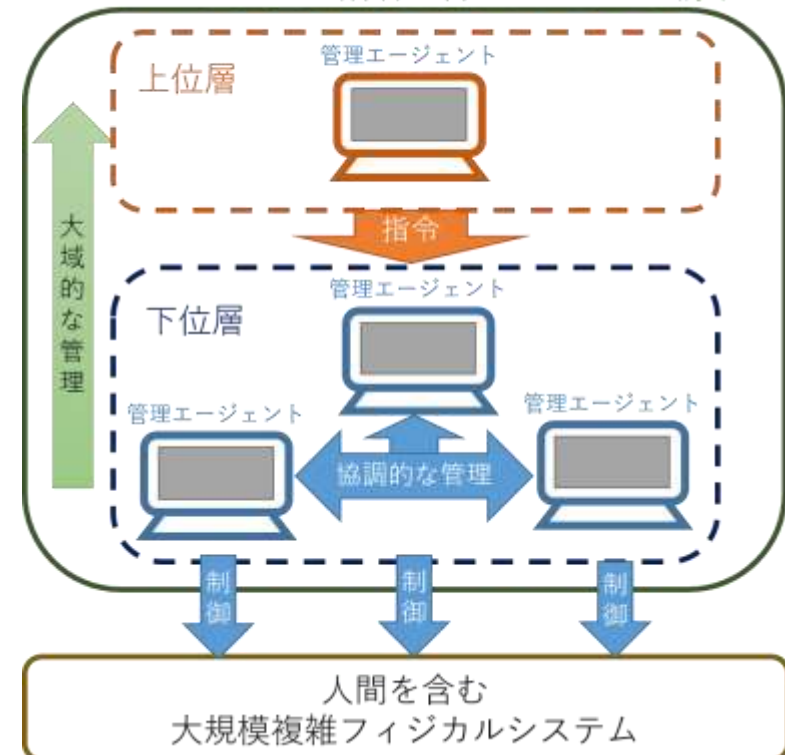 管理エージェント
上位層
指令
大域的な管理
管理エージェント
下位層
管理エージェント
管理エージェント
協調的な管理
制御
制御
制御
人間を含む
大規模複雑フィジカルシステム